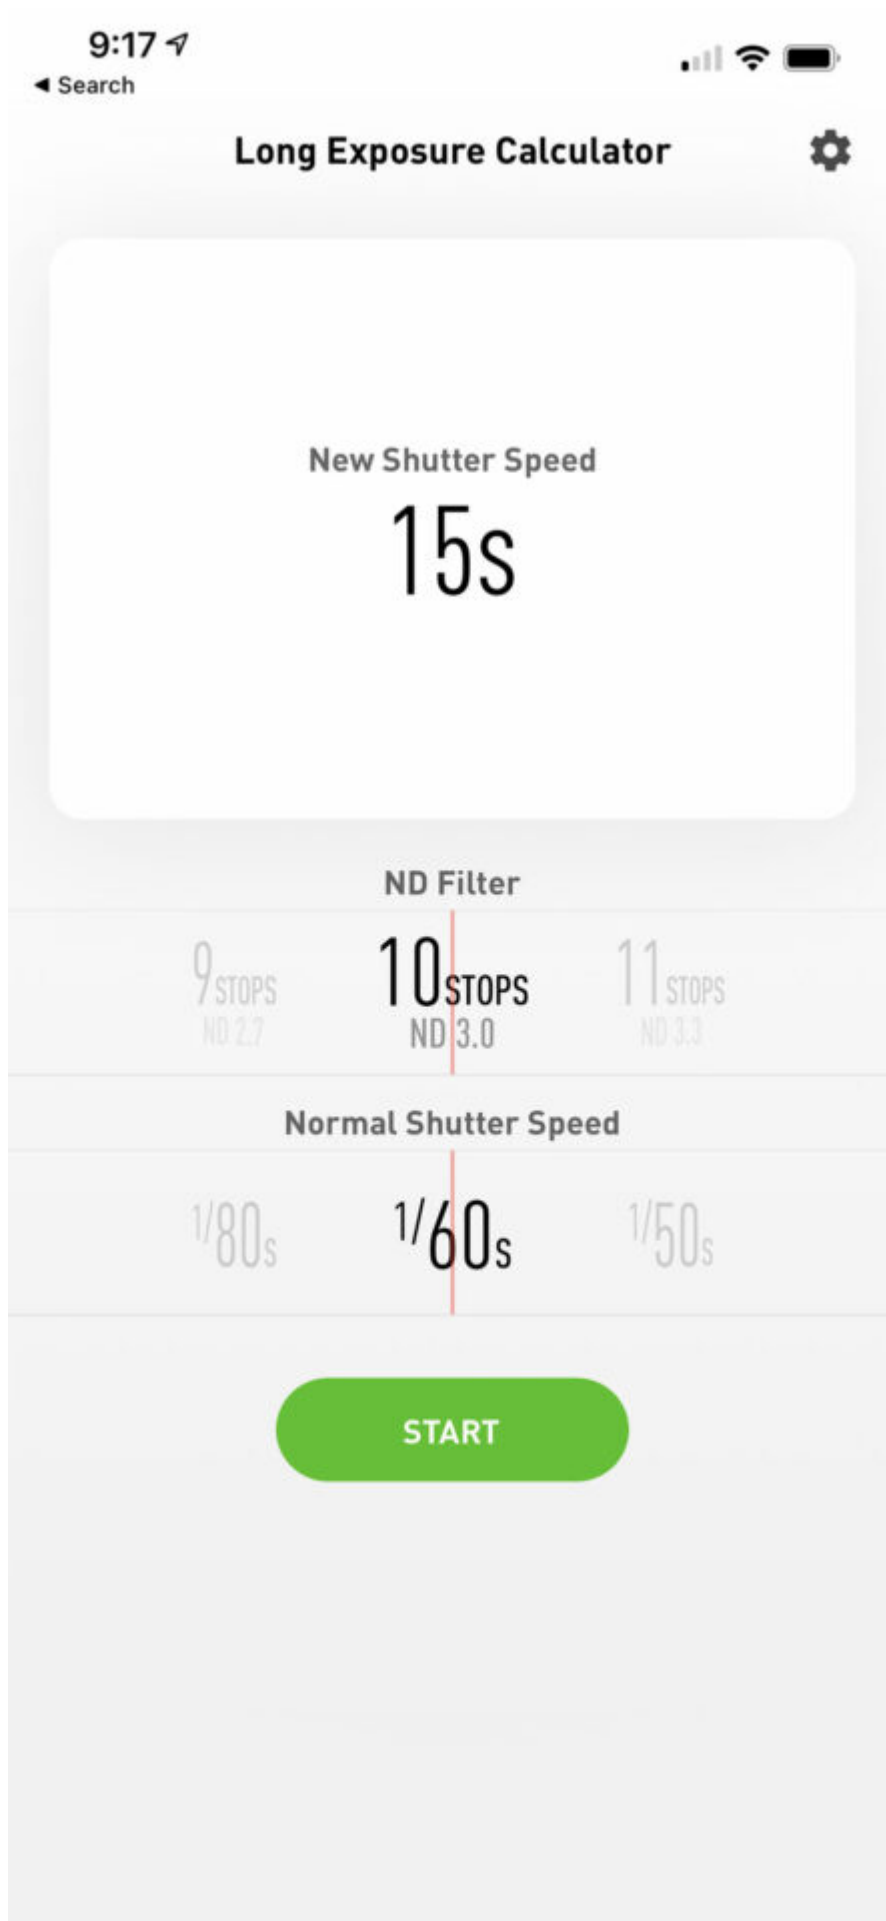 9:17
◀ Search
Long Exposure Calculator
New Shutter Speed
15s
ND Filter
9 STOPS 10 STOPS 11 STOPS
ND 2.7 ND 3.0 ND 3.3
Normal Shutter Speed
1/80s 1/60s 1/50s
START